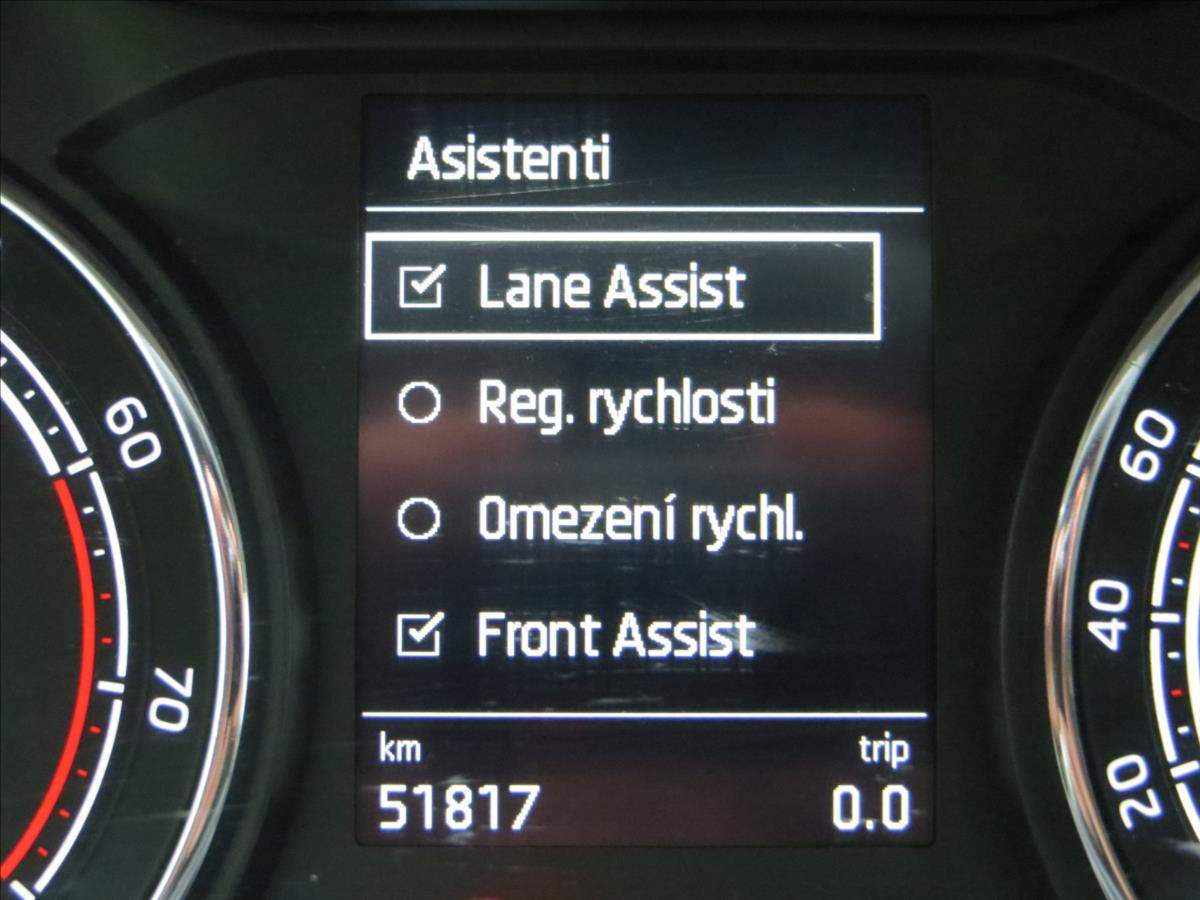 Asistenti
Lane Assist
Reg. rychlosti
Omezení rychl.
Front Assist
km trip
51817 0.0
60
70
60
40
20